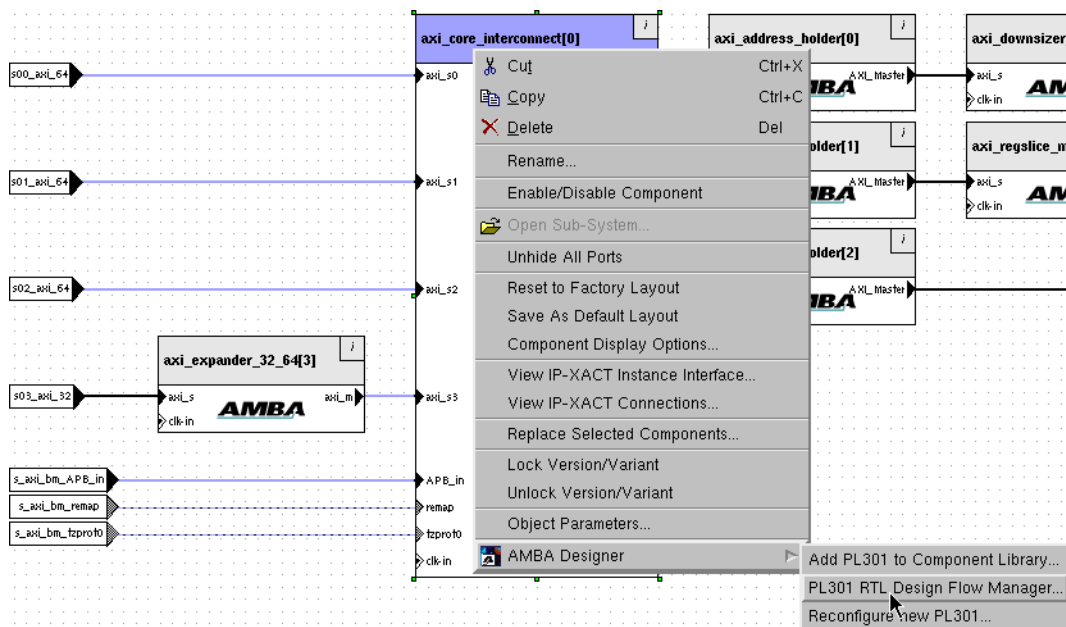 axi_core_interconnect[0]
i
axi_address_holder[0]
i
axi_downsizer
s00_axi_64
axi_s0
AXI_Master
axi_s
clk-in
s01_axi_64
axi_s1
older[1]
i
AXI_Master
axi_regslice_m
axi_s
clk-in
s02_axi_64
axi_s2
older[2]
i
AXI_Master
axi_expander_32_64[3]
i
s03_axi_32
axi_s
AMBA
axi_m
clk-in
axi_s3
s_axi_bm_APB_in
APB_in
s_axi_bm_remap
remap
s_axi_bm_tzprot0
tzprot0
clk-in
Cut Ctrl+X
Copy Ctrl+C
Delete Del
Rename...
Enable/Disable Component
Open Sub-System...
Unhide All Ports
Reset to Factory Layout
Save As Default Layout
Component Display Options...
View IP-XACT Instance Interface...
View IP-XACT Connections...
Replace Selected Components...
Lock Version/Variant
Unlock Version/Variant
Object Parameters...
AMBA Designer
Add PL301 to Component Library...
PL301 RTL Design Flow Manager...
Reconfigure new PL301...